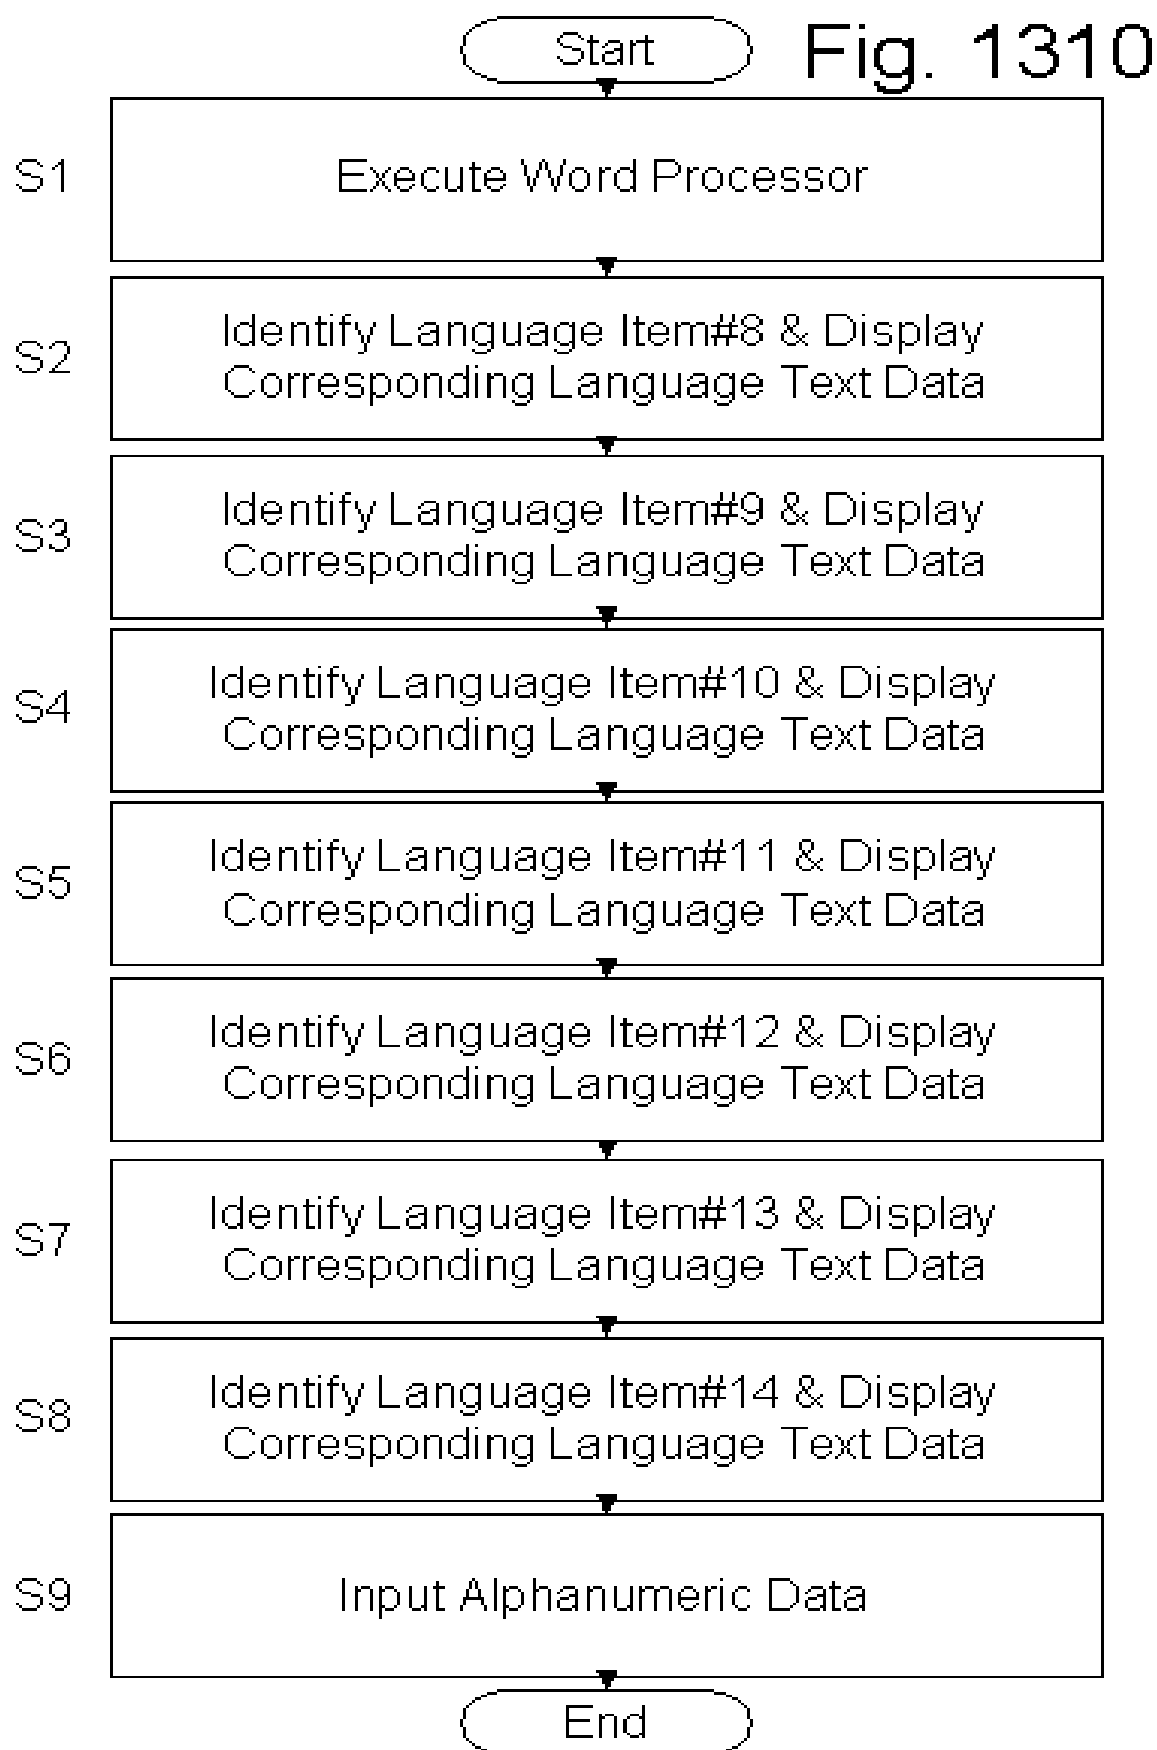 Start
Fig. 1310
S1
Execute Word Processor
S2
Identify Language Item#8 & Display
Corresponding Language Text Data
S3
Identify Language Item#9 & Display
Corresponding Language Text Data
S4
Identify Language Item#10 & Display
Corresponding Language Text Data
S5
Identify Language Item#11 & Display
Corresponding Language Text Data
S6
Identify Language Item#12 & Display
Corresponding Language Text Data
S7
Identify Language Item#13 & Display
Corresponding Language Text Data
S8
Identify Language Item#14 & Display
Corresponding Language Text Data
S9
Input Alphanumeric Data
End